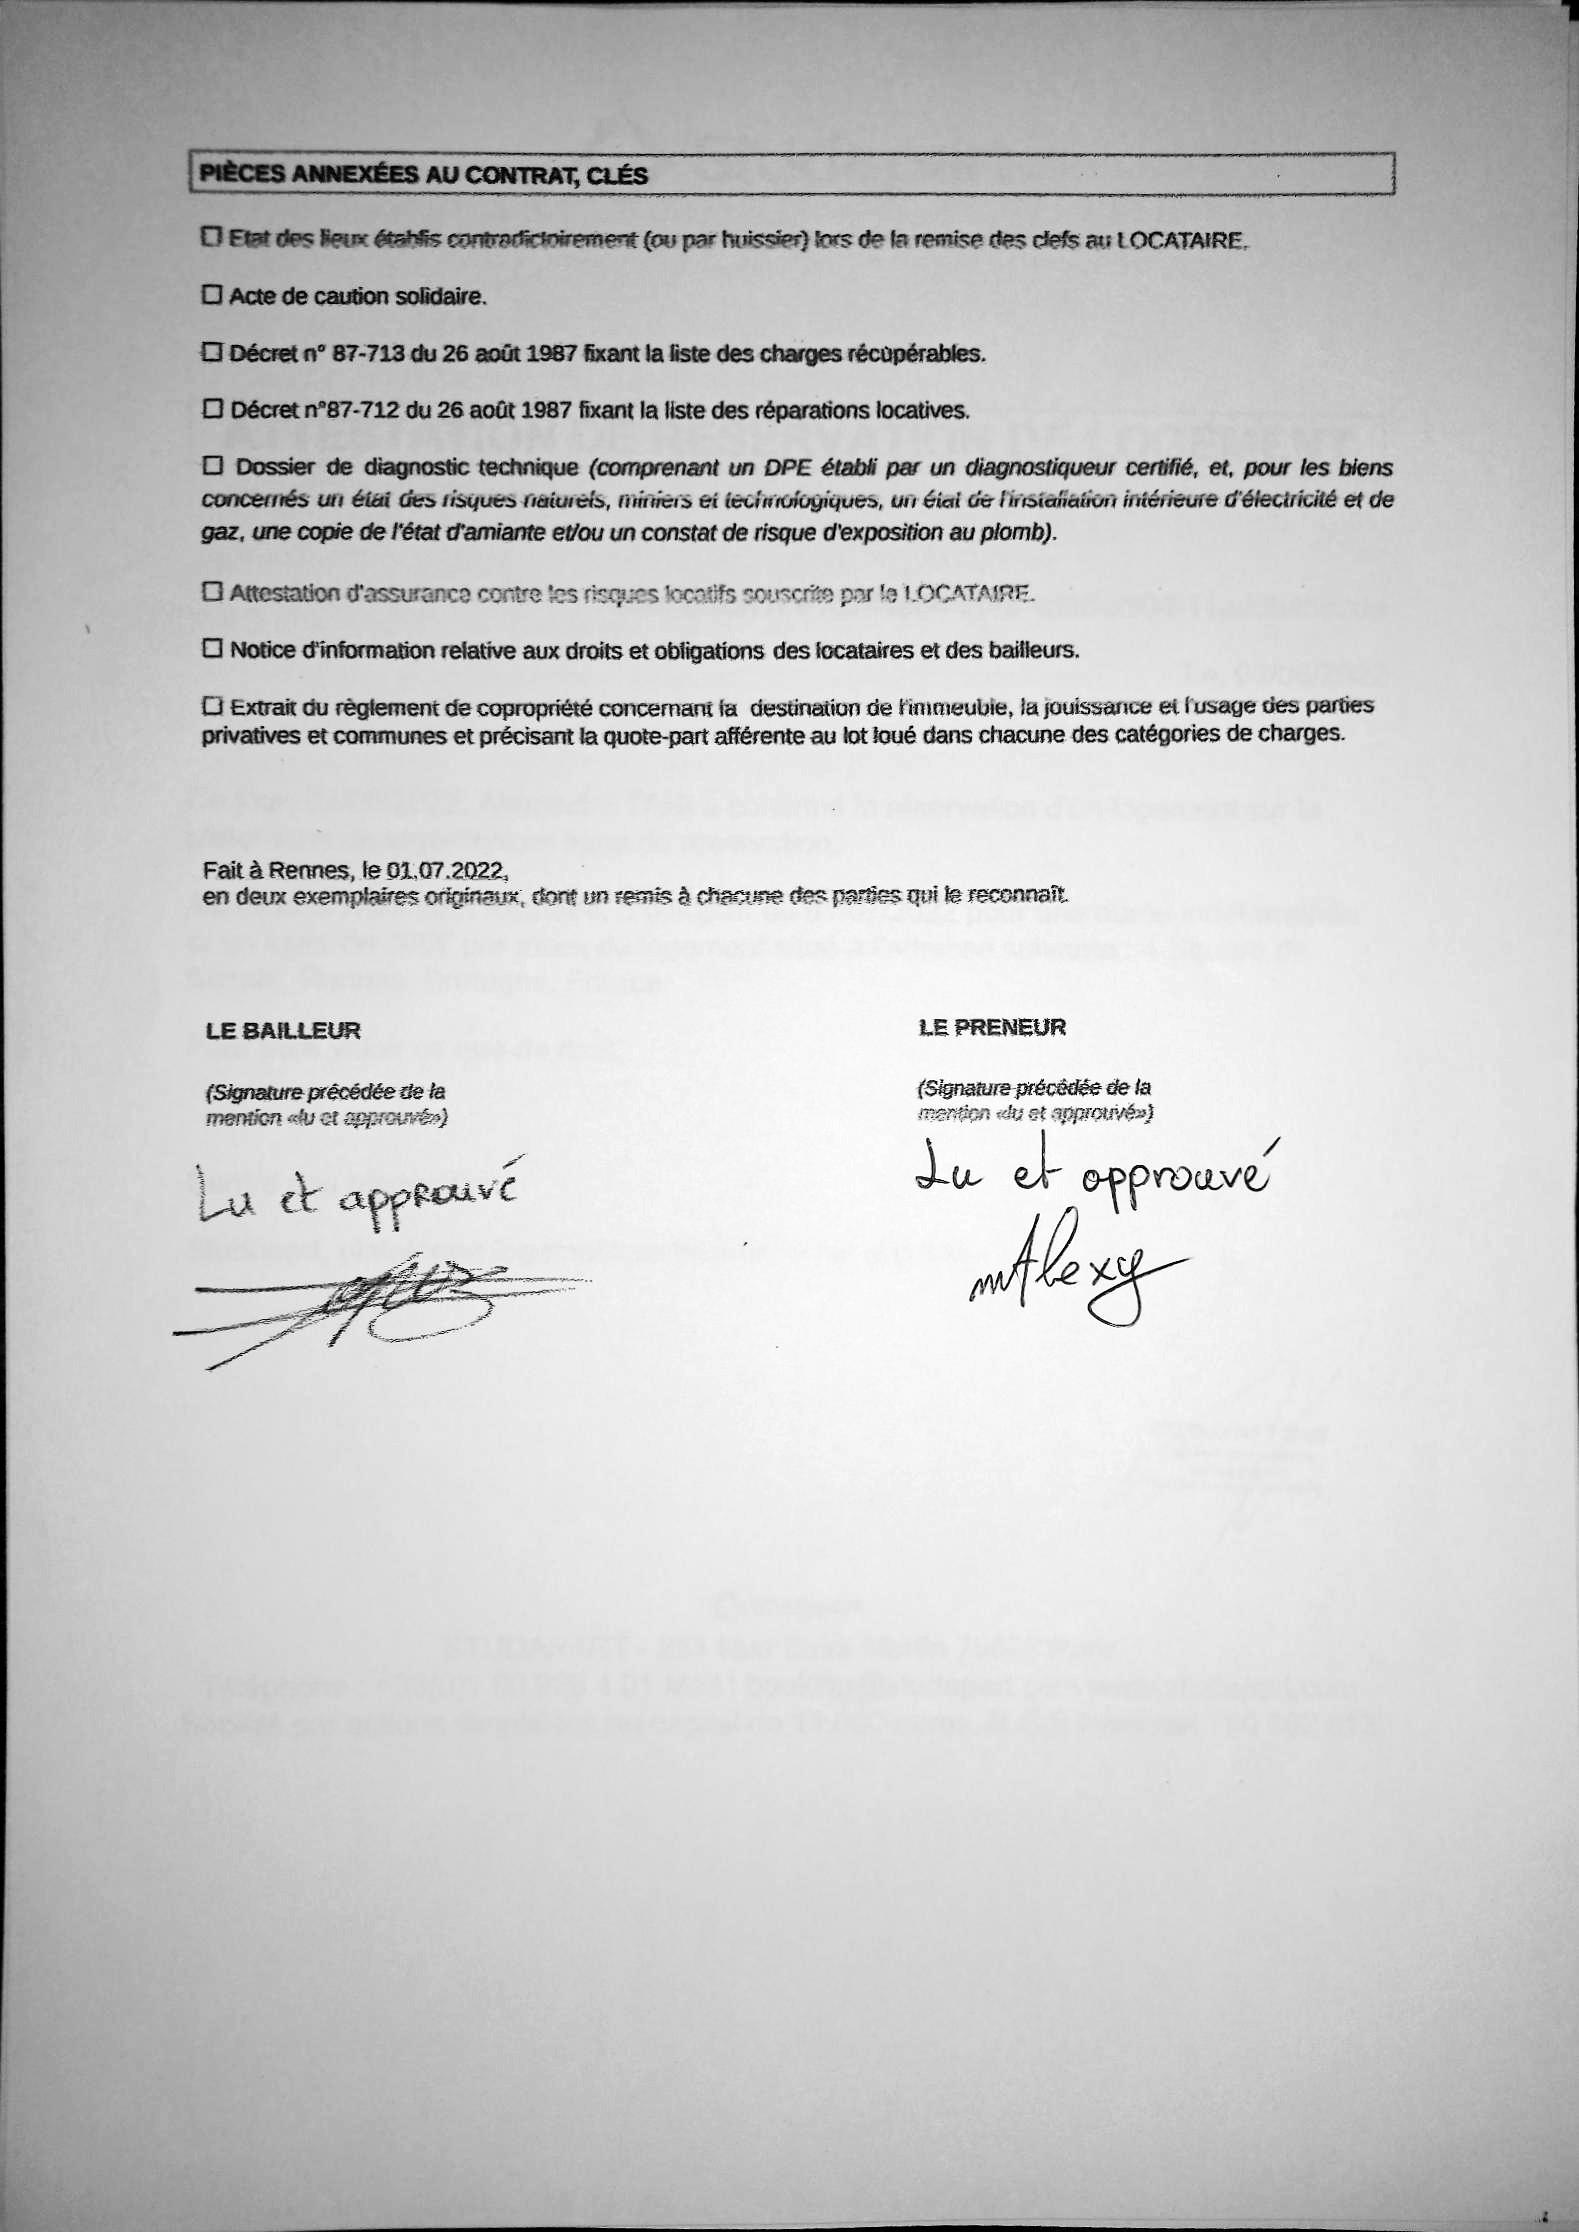 PIÈCES ANNEXÉES AU CONTRAT, CLÉS
☐ Etat des lieux établis contradictoirement (ou par huissier) lors de la remise des clefs au LOCATAIRE.
☐ Acte de caution solidaire.
☐ Décret n° 87-713 du 26 août 1987 fixant la liste des charges récupérables.
☐ Décret n°87-712 du 26 août 1987 fixant la liste des réparations locatives.
☐ Dossier de diagnostic technique (comprenant un DPE établi par un diagnostiqueur certifié, et, pour les biens
concernés un état des risques naturels, miniers et technologiques, un état de l'installation intérieure d'électricité et de
gaz, une copie de l'état d'amiante et/ou un constat de risque d'exposition au plomb).
☐ Attestation d'assurance contre les risques locatifs souscrite par le LOCATAIRE.
☐ Notice d'information relative aux droits et obligations des locataires et des bailleurs.
☐ Extrait du règlement de copropriété concernant la destination de l'immeuble, la jouissance et l'usage des parties
privatives et communes et précisant la quote-part afférente au lot loué dans chacune des catégories de charges.
Fait à Rennes, le 01.07.2022,
en deux exemplaires originaux, dont un remis à chacune des parties qui le reconnaît.
LE BAILLEUR
(Signature précédée de la
mention «lu et approuvé»)
Lu et approuvé
LE PRENEUR
(Signature précédée de la
mention «lu et approuvé»)
Lu et approuvé
mAlexy